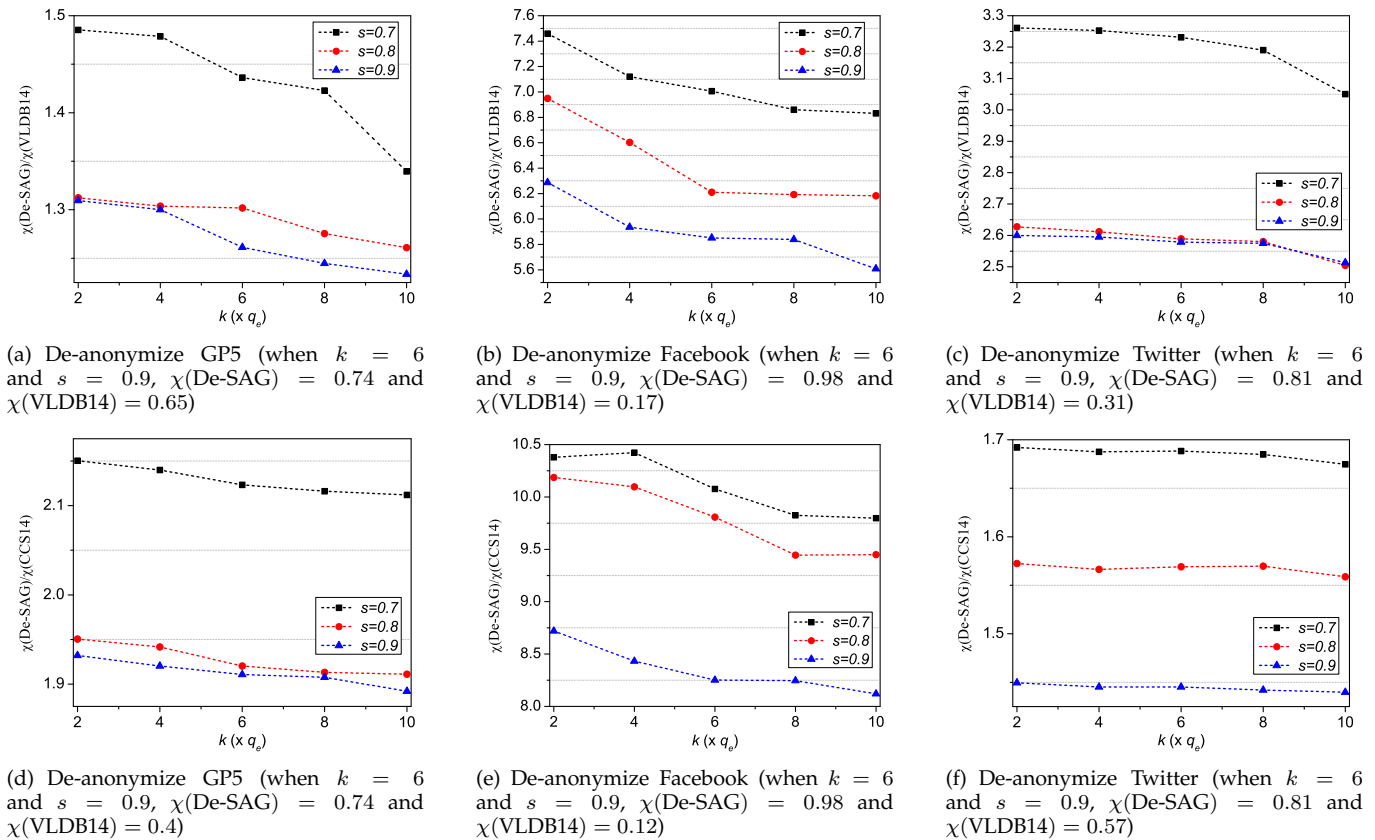 χ(De-SAG)/χ(VLDB14)
1.5
1.4
1.3
2 4 6 8 10
k (x q_e)
s=0.7
s=0.8
s=0.9
(a) De-anonymize GP5 (when k = 6
and s = 0.9, χ(De-SAG) = 0.74 and
χ(VLDB14) = 0.65)
χ(De-SAG)/χ(VLDB14)
7.6
7.4
7.2
7.0
6.8
6.6
6.4
6.2
6.0
5.8
5.6
2 4 6 8 10
k (x q_e)
s=0.7
s=0.8
s=0.9
(b) De-anonymize Facebook (when k = 6
and s = 0.9, χ(De-SAG) = 0.98 and
χ(VLDB14) = 0.17)
χ(De-SAG)/χ(VLDB14)
3.3
3.2
3.1
3.0
2.9
2.8
2.7
2.6
2.5
2 4 6 8 10
k (x q_e)
s=0.7
s=0.8
s=0.9
(c) De-anonymize Twitter (when k = 6
and s = 0.9, χ(De-SAG) = 0.81 and
χ(VLDB14) = 0.31)
χ(De-SAG)/χ(CCS14)
2.1
2.0
1.9
2 4 6 8 10
k (x q_e)
s=0.7
s=0.8
s=0.9
(d) De-anonymize GP5 (when k = 6
and s = 0.9, χ(De-SAG) = 0.74 and
χ(VLDB14) = 0.4)
χ(De-SAG)/χ(CCS14)
10.5
10.0
9.5
9.0
8.5
8.0
2 4 6 8 10
k (x q_e)
s=0.7
s=0.8
s=0.9
(e) De-anonymize Facebook (when k = 6
and s = 0.9, χ(De-SAG) = 0.98 and
χ(VLDB14) = 0.12)
χ(De-SAG)/χ(CCS14)
1.7
1.6
1.5
2 4 6 8 10
k (x q_e)
s=0.7
s=0.8
s=0.9
(f) De-anonymize Twitter (when k = 6
and s = 0.9, χ(De-SAG) = 0.81 and
χ(VLDB14) = 0.57)